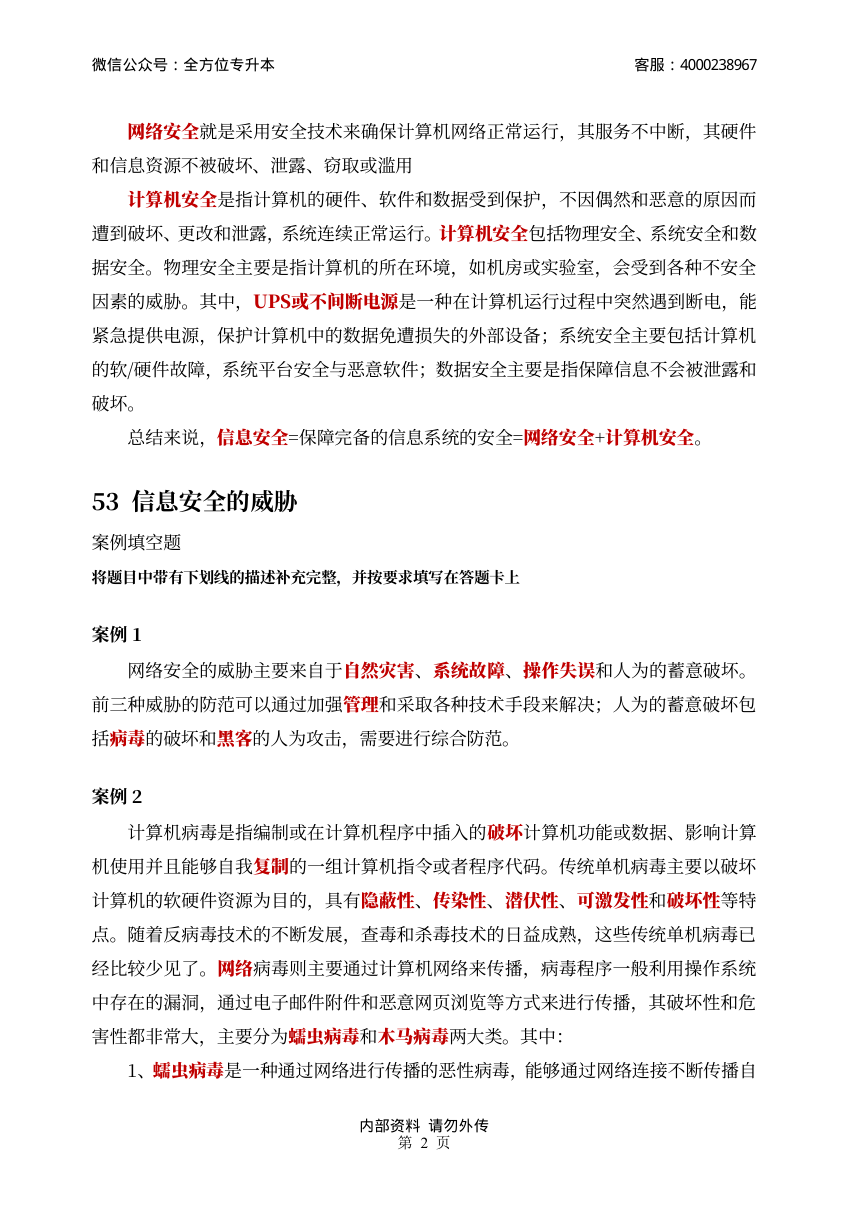 微信公众号：全方位专升本 客服：4000238967
网络安全就是采用安全技术来确保计算机网络正常运行，其服务不中断，其硬件
和信息资源不被破坏、泄露、窃取或滥用
计算机安全是指计算机的硬件、软件和数据受到保护，不因偶然和恶意的原因而
遭到破坏、更改和泄露，系统连续正常运行。计算机安全包括物理安全、系统安全和数
据安全。物理安全主要是指计算机的所在环境，如机房或实验室，会受到各种不安全
因素的威胁。其中，UPS或不间断电源是一种在计算机运行过程中突然遇到断电，能
紧急提供电源，保护计算机中的数据免遭损失的外部设备；系统安全主要包括计算机
的软/硬件故障，系统平台安全与恶意软件；数据安全主要是指保障信息不会被泄露和
破坏。
总结来说，信息安全=保障完备的信息系统的安全=网络安全+计算机安全。
53 信息安全的威胁
案例填空题
将题目中带有下划线的描述补充完整，并按要求填写在答题卡上
案例 1
网络安全的威胁主要来自于自然灾害、系统故障、操作失误和人为的蓄意破坏。
前三种威胁的防范可以通过加强管理和采取各种技术手段来解决；人为的蓄意破坏包
括病毒的破坏和黑客的人为攻击，需要进行综合防范。
案例 2
计算机病毒是指编制或在计算机程序中插入的破坏计算机功能或数据、影响计算
机使用并且能够自我复制的一组计算机指令或者程序代码。传统单机病毒主要以破坏
计算机的软硬件资源为目的，具有隐蔽性、传染性、潜伏性、可激发性和破坏性等特
点。随着反病毒技术的不断发展，查毒和杀毒技术的日益成熟，这些传统单机病毒已
经比较少见了。网络病毒则主要通过计算机网络来传播，病毒程序一般利用操作系统
中存在的漏洞，通过电子邮件附件和恶意网页浏览等方式来进行传播，其破坏性和危
害性都非常大，主要分为蠕虫病毒和木马病毒两大类。其中：
1、蠕虫病毒是一种通过网络进行传播的恶性病毒，能够通过网络连接不断传播自
内部资料 请勿外传
第 2 页